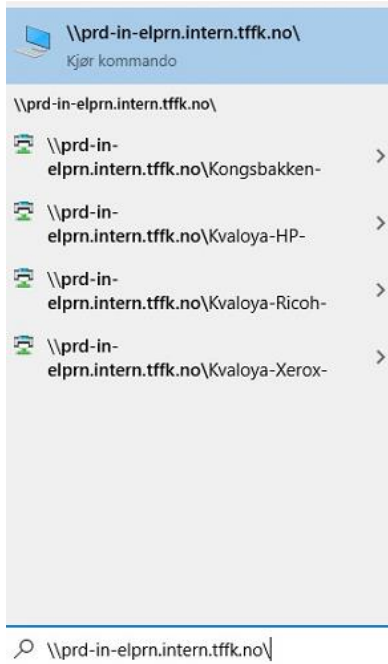 \\prd-in-elprn.intern.tffk.no\
Kjør kommando
\\prd-in-elprn.intern.tffk.no\
\\prd-in-
elprn.intern.tffk.no\Kongsbakken-
\\prd-in-
elprn.intern.tffk.no\Kvaloya-HP-
\\prd-in-
elprn.intern.tffk.no\Kvaloya-Ricoh-
\\prd-in-
elprn.intern.tffk.no\Kvaloya-Xerox-
\\prd-in-elprn.intern.tffk.no\